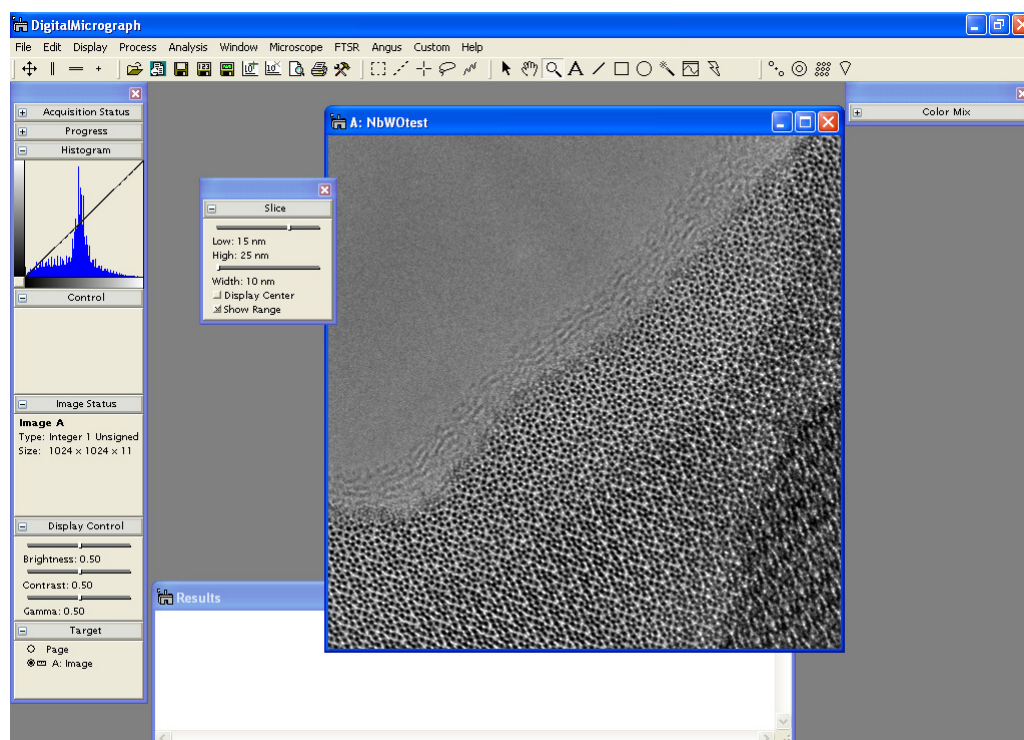 DigitalMicrograph
File Edit Display Process Analysis Window Microscope FTSR Angus Custom Help
Acquisition Status
Progress
Histogram
Control
Image Status
Image A
Type: Integer 1 Unsigned
Size: 1024 × 1024 × 11
Display Control
Brightness: 0.50
Contrast: 0.50
Gamma: 0.50
Target
Page
A: Image
Slice
Low: 15 nm
High: 25 nm
Width: 10 nm
Display Center
Show Range
A: NbWOtest
Results
Color Mix